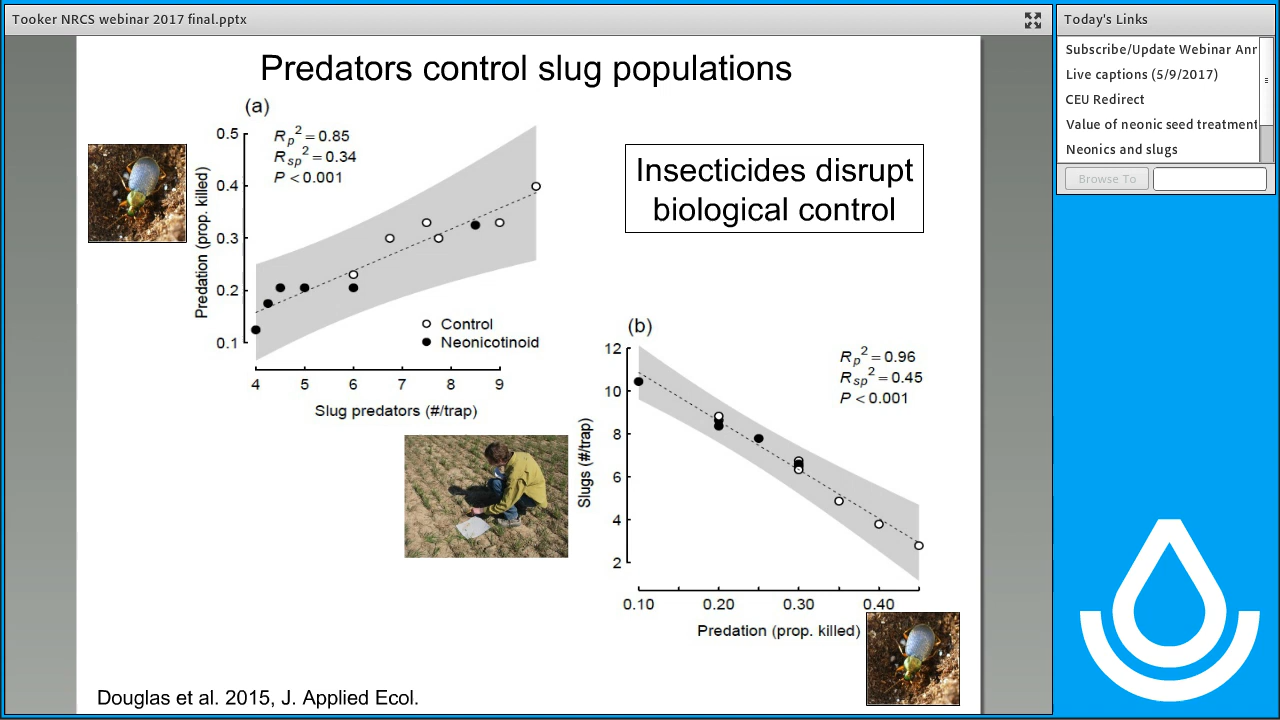 Tooker NRCS webinar 2017 final.pptx
Today's Links
Subscribe/Update Webinar Anr
Live captions (5/9/2017)
CEU Redirect
Value of neonic seed treatment
Neonics and slugs
Browse To
Predators control slug populations
(a)
Rp² = 0.85
Rsp² = 0.34
P < 0.001
0.5
0.4
0.3
0.2
0.1
Predation (prop. killed)
Control
Neonicotinoid
4 5 6 7 8 9
Slug predators (#/trap)
Insecticides disrupt
biological control
(b)
Rp² = 0.96
Rsp² = 0.45
P < 0.001
12
10
8
6
4
2
Slugs (#/trap)
0.10 0.20 0.30 0.40
Predation (prop. killed)
Douglas et al. 2015, J. Applied Ecol.